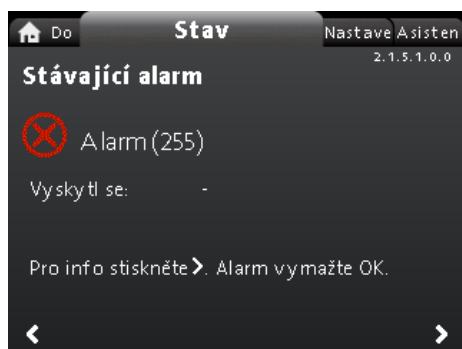 Do Stav Nastave Asisten
2.1.5.1.0.0
Stávající alarm
Alarm (255)
Vyskytl se: -
Pro info stiskněte >. Alarm vymažte OK.
< >